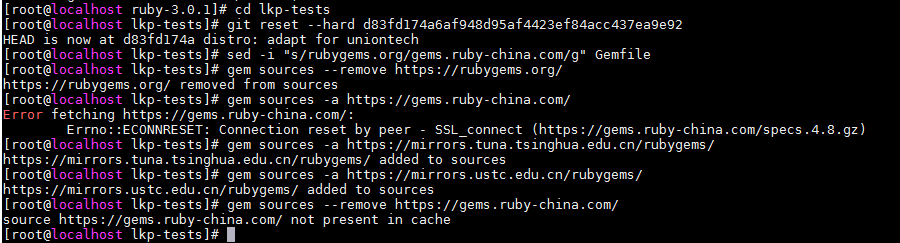 [root@localhost ruby-3.0.1]# cd lkp-tests
[root@localhost lkp-tests]# git reset --hard d83fd174a6af948d95af4423ef84acc437ea9e92
HEAD is now at d83fd174a distro: adapt for uniontech
[root@localhost lkp-tests]# sed -i "s/rubygems.org/gems.ruby-china.com/g" Gemfile
[root@localhost lkp-tests]# gem sources --remove https://rubygems.org/
https://rubygems.org/ removed from sources
[root@localhost lkp-tests]# gem sources -a https://gems.ruby-china.com/
Error fetching https://gems.ruby-china.com/:
        Errno::ECONNRESET: Connection reset by peer - SSL_connect (https://gems.ruby-china.com/specs.4.8.gz)
[root@localhost lkp-tests]# gem sources -a https://mirrors.tuna.tsinghua.edu.cn/rubygems/
https://mirrors.tuna.tsinghua.edu.cn/rubygems/ added to sources
[root@localhost lkp-tests]# gem sources -a https://mirrors.ustc.edu.cn/rubygems/
https://mirrors.ustc.edu.cn/rubygems/ added to sources
[root@localhost lkp-tests]# gem sources --remove https://gems.ruby-china.com/
source https://gems.ruby-china.com/ not present in cache
[root@localhost lkp-tests]#